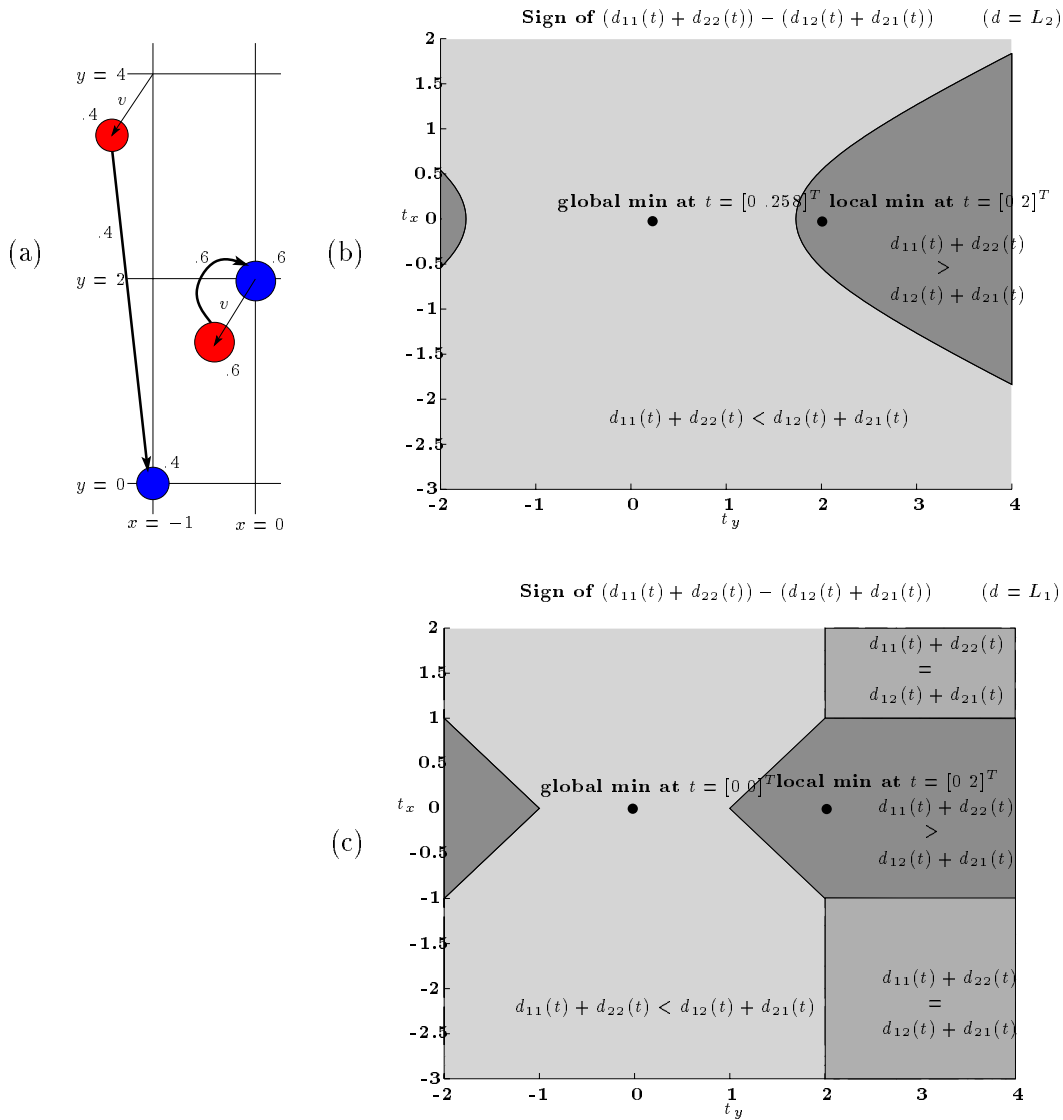 (a)
y = 4
v
.4
.4
y = 2
.6
.6
v
.6
.4
y = 0
x = −1
x = 0
(b)
Sign of (d₁₁(t) + d₂₂(t)) − (d₁₂(t) + d₂₁(t)) (d = L₂)
2
1.5
1
0.5
tₓ 0
-0.5
-1
-1.5
-2
-2.5
-3
global min at t = [0 .258]ᵀ
local min at t = [0 2]ᵀ
d₁₁(t) + d₂₂(t)
>
d₁₂(t) + d₂₁(t)
d₁₁(t) + d₂₂(t) < d₁₂(t) + d₂₁(t)
-2 -1 0 1 2 3 4
t_y
(c)
Sign of (d₁₁(t) + d₂₂(t)) − (d₁₂(t) + d₂₁(t)) (d = L₁)
2
1.5
1
0.5
tₓ 0
-0.5
-1
-1.5
-2
-2.5
-3
d₁₁(t) + d₂₂(t)
=
d₁₂(t) + d₂₁(t)
global min at t = [0 0]ᵀ
local min at t = [0 2]ᵀ
d₁₁(t) + d₂₂(t)
>
d₁₂(t) + d₂₁(t)
d₁₁(t) + d₂₂(t) < d₁₂(t) + d₂₁(t)
d₁₁(t) + d₂₂(t)
=
d₁₂(t) + d₂₁(t)
-2 -1 0 1 2 3 4
t_y